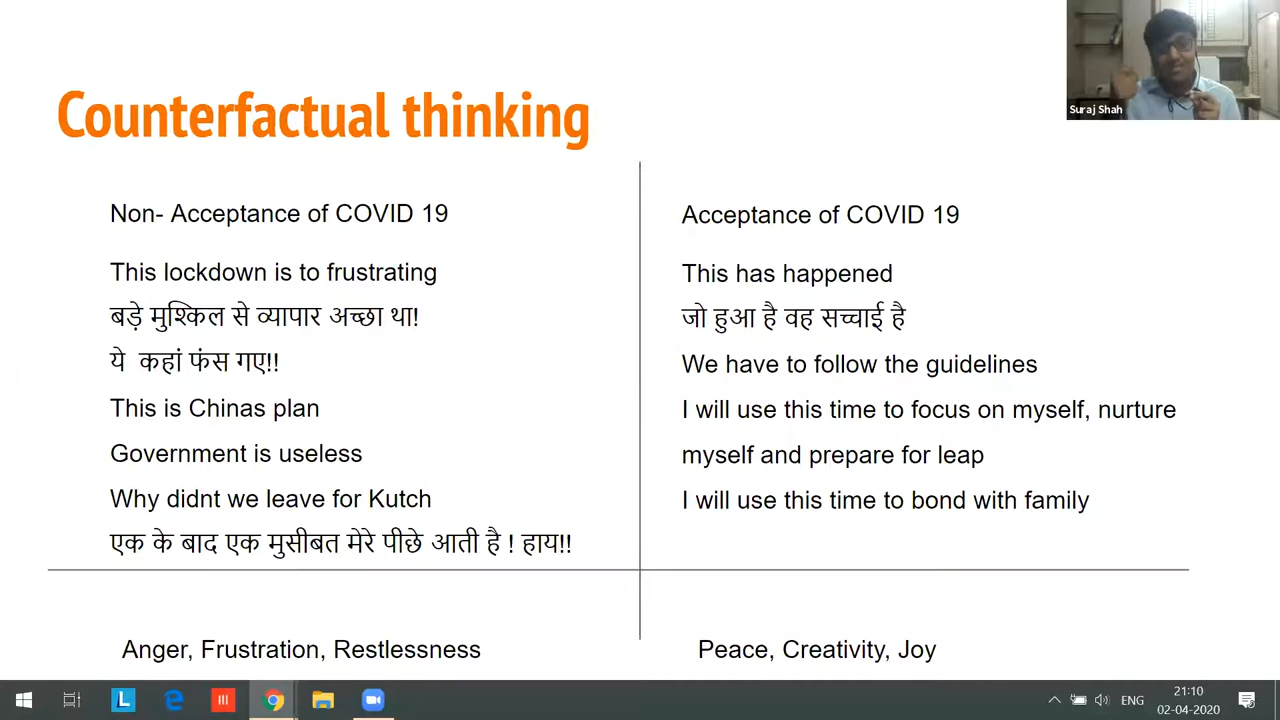 Suraj Shah
Counterfactual thinking
Non- Acceptance of COVID 19
This lockdown is to frustrating
बड़े मुश्किल से व्यापार अच्छा था!
ये कहां फंस गए!!
This is Chinas plan
Government is useless
Why didnt we leave for Kutch
एक के बाद एक मुसीबत मेरे पीछे आती है ! हाय!!
Anger, Frustration, Restlessness
Acceptance of COVID 19
This has happened
जो हुआ है वह सच्चाई है
We have to follow the guidelines
I will use this time to focus on myself, nurture
myself and prepare for leap
I will use this time to bond with family
Peace, Creativity, Joy
L
ENG
21:10
02-04-2020